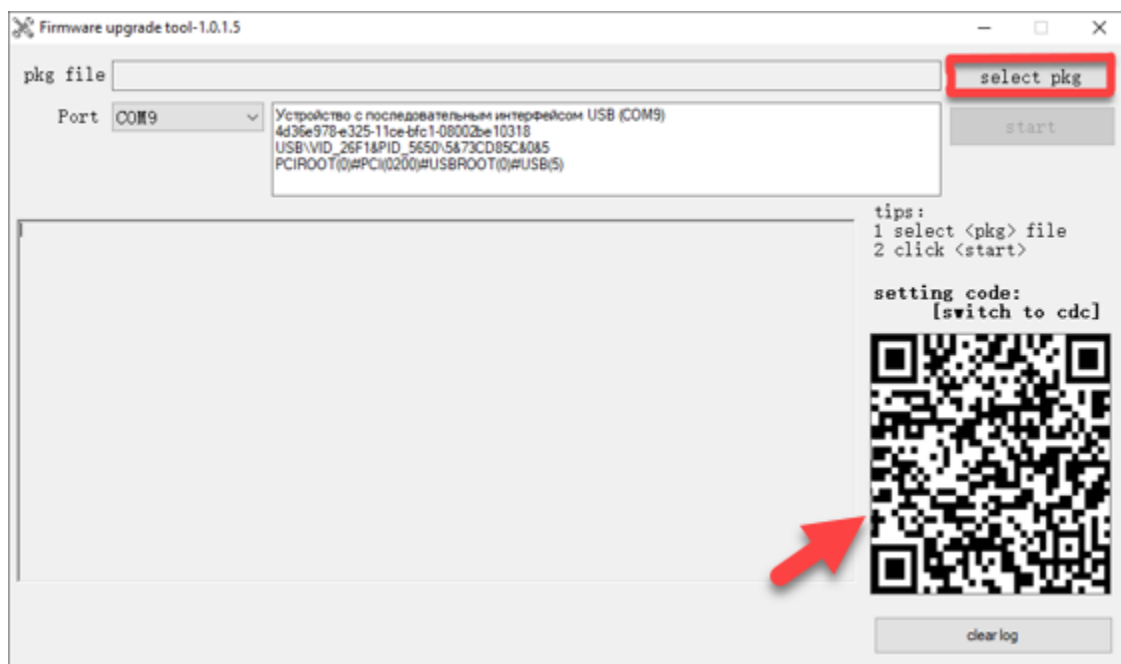 Firmware upgrade tool-1.0.1.5
pkg file
select pkg
Port
COM9
Устройство с последовательным интерфейсом USB (COM9)
4d36e978-e325-11ce-bfc1-08002be10318
USB\VID_26F1&PID_5650\5&73CD85C&0&5
PCIROOT(0)#PCI(0200)#USBROOT(0)#USB(5)
start
tips:
1 select <pkg> file
2 click <start>
setting code:
[switch to cdc]
clear log